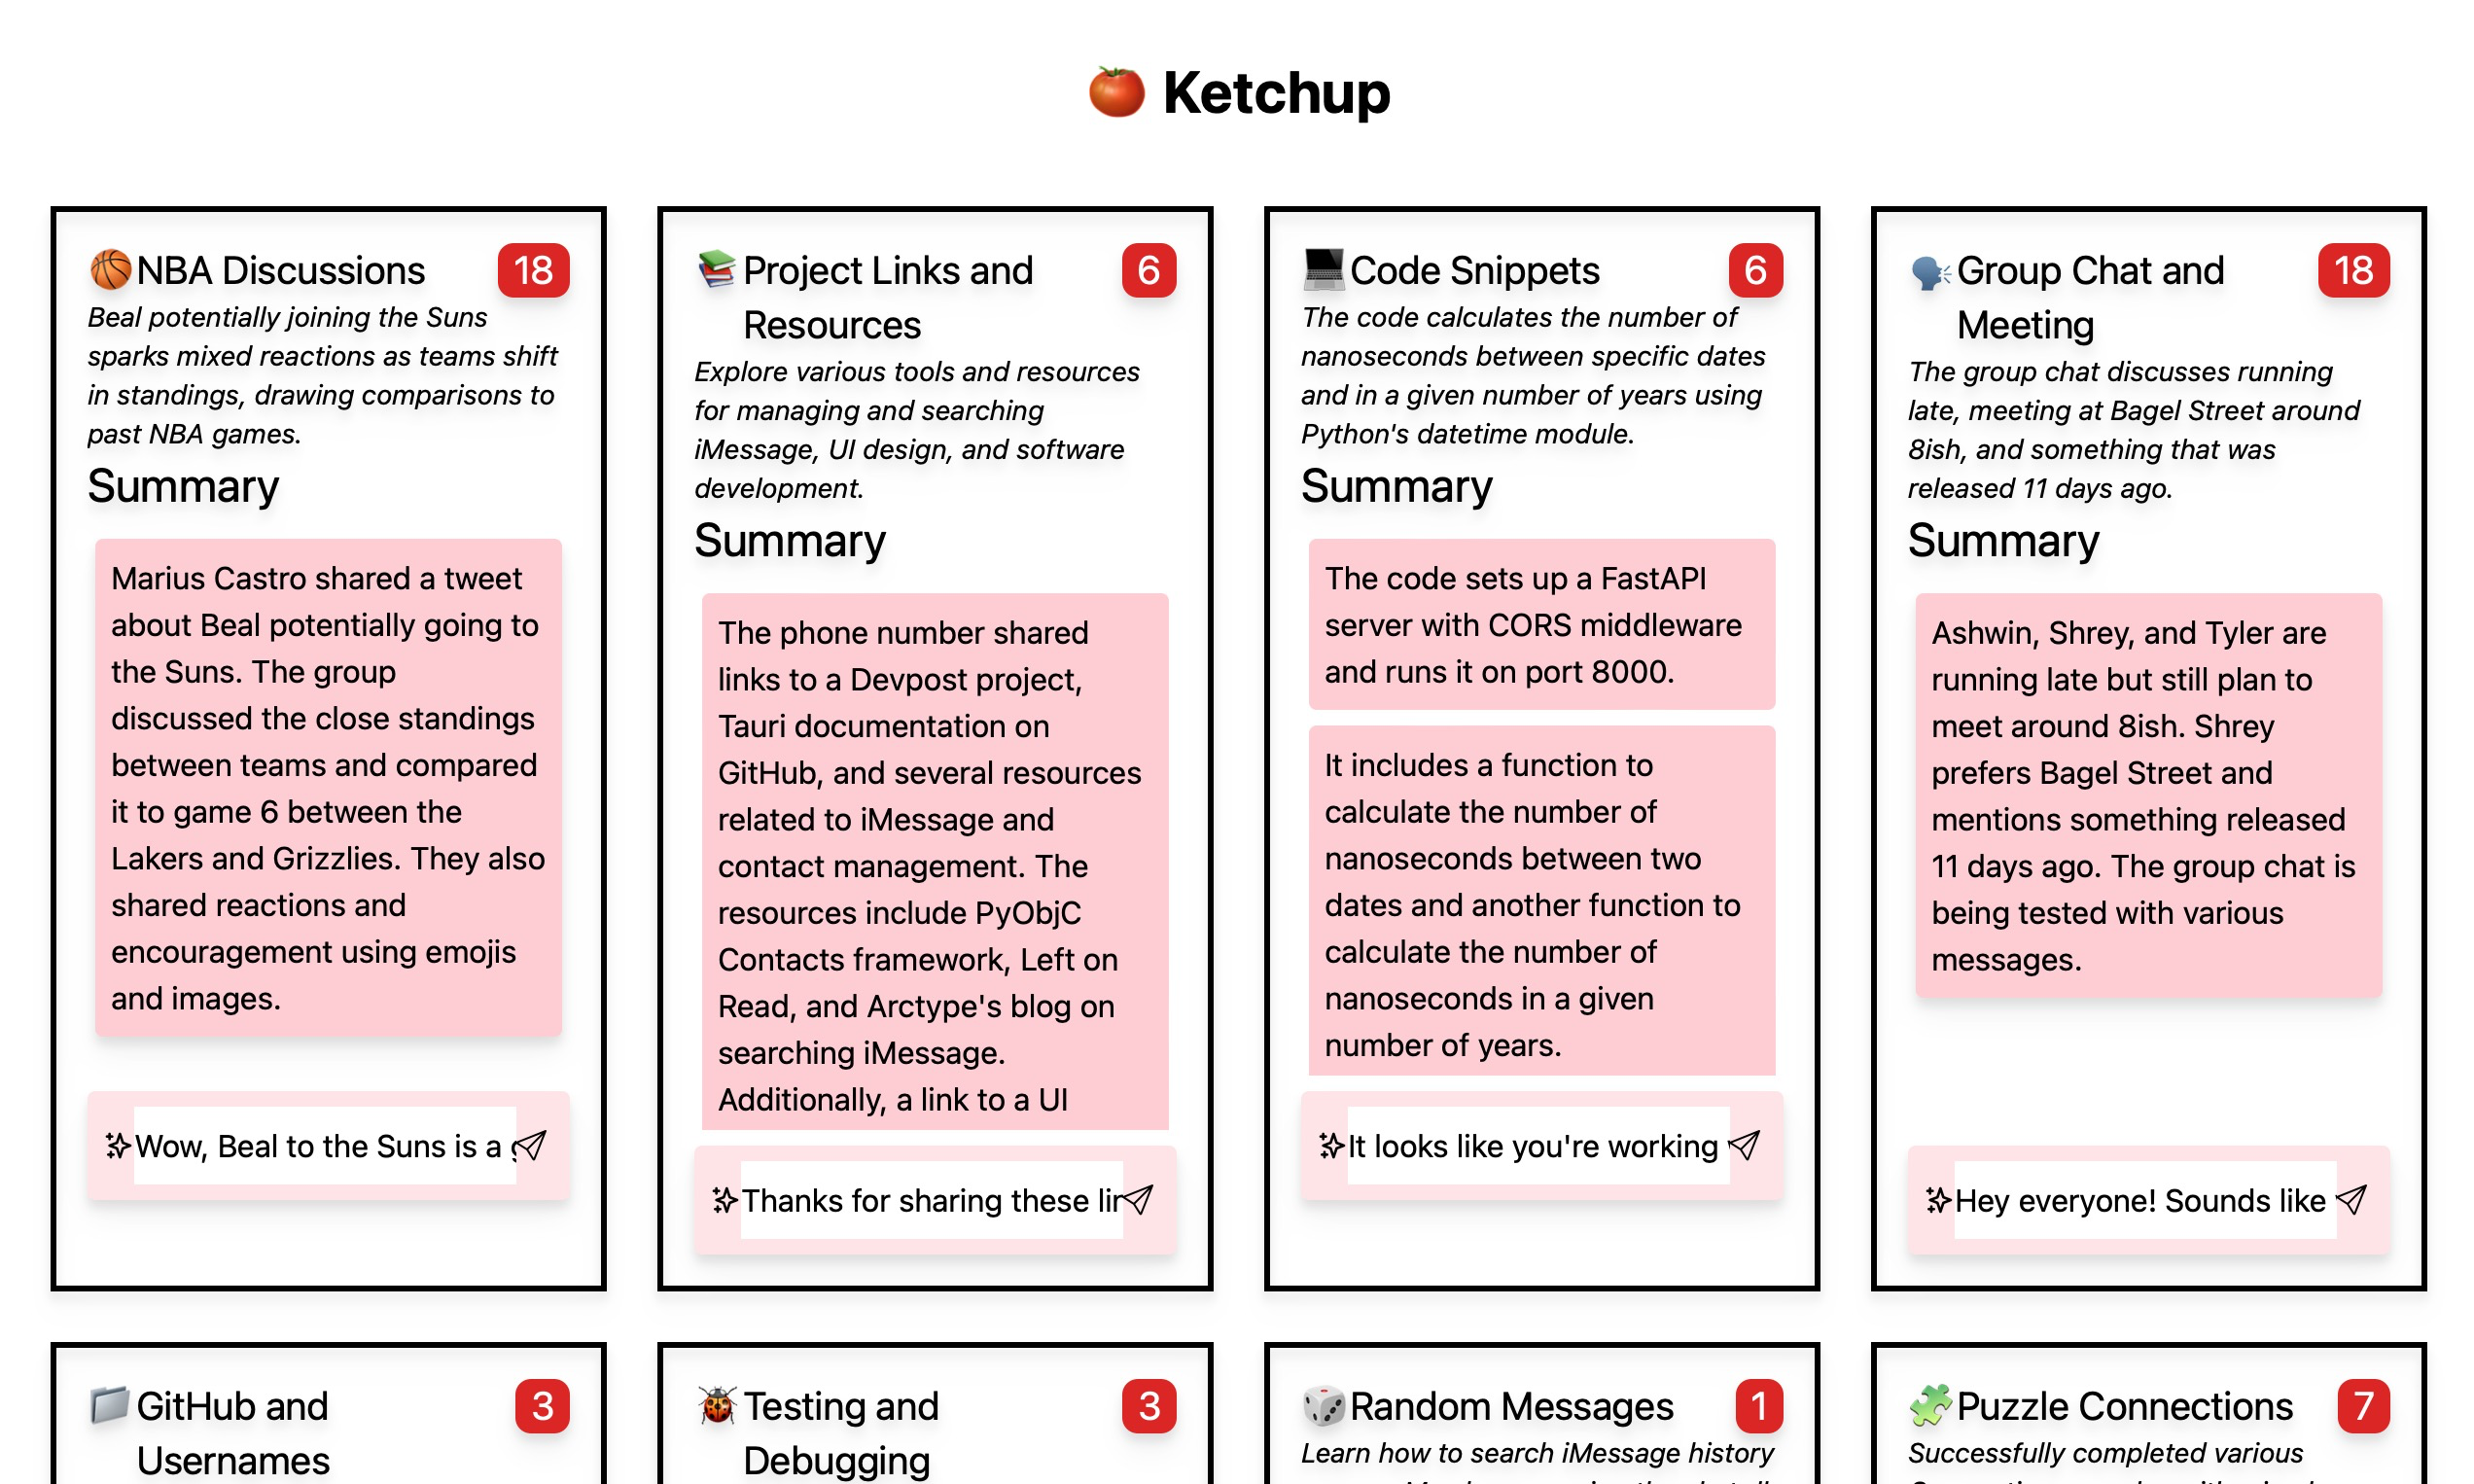 Ketchup
NBA Discussions
18
Beal potentially joining the Suns
sparks mixed reactions as teams shift
in standings, drawing comparisons to
past NBA games.
Summary
Marius Castro shared a tweet
about Beal potentially going to
the Suns. The group
discussed the close standings
between teams and compared
it to game 6 between the
Lakers and Grizzlies. They also
shared reactions and
encouragement using emojis
and images.
Wow, Beal to the Suns is a
Project Links and
Resources
6
Explore various tools and resources
for managing and searching
iMessage, UI design, and software
development.
Summary
The phone number shared
links to a Devpost project,
Tauri documentation on
GitHub, and several resources
related to iMessage and
contact management. The
resources include PyObjC
Contacts framework, Left on
Read, and Arctype's blog on
searching iMessage.
Additionally, a link to a UI
Thanks for sharing these
Code Snippets
6
The code calculates the number of
nanoseconds between specific dates
and in a given number of years using
Python's datetime module.
Summary
The code sets up a FastAPI
server with CORS middleware
and runs it on port 8000.
It includes a function to
calculate the number of
nanoseconds between two
dates and another function to
calculate the number of
nanoseconds in a given
number of years.
It looks like you're working
Group Chat and
Meeting
18
The group chat discusses running
late, meeting at Bagel Street around
8ish, and something that was
released 11 days ago.
Summary
Ashwin, Shrey, and Tyler are
running late but still plan to
meet around 8ish. Shrey
prefers Bagel Street and
mentions something released
11 days ago. The group chat is
being tested with various
messages.
Hey everyone! Sounds like
GitHub and
Usernames
3
Testing and
Debugging
3
Random Messages
1
Learn how to search iMessage history
Puzzle Connections
7
Successfully completed various